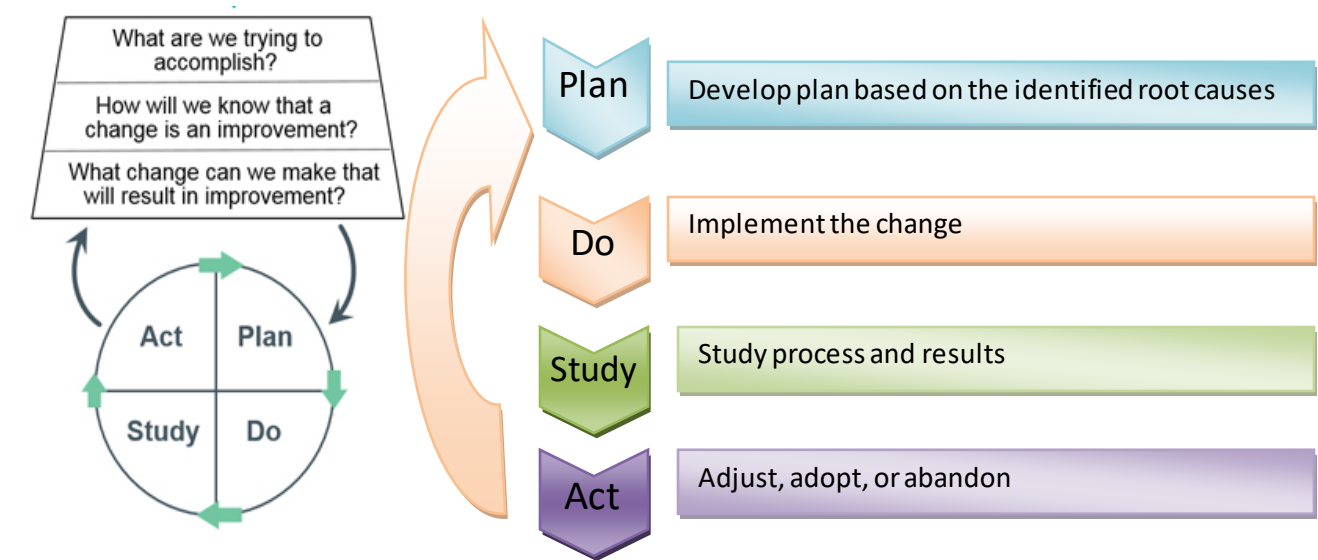 What are we trying to
accomplish?
How will we know that a
change is an improvement?
What change can we make that
will result in improvement?
Act
Plan
Study
Do
Plan
Develop plan based on the identified root causes
Do
Implement the change
Study
Study process and results
Act
Adjust, adopt, or abandon